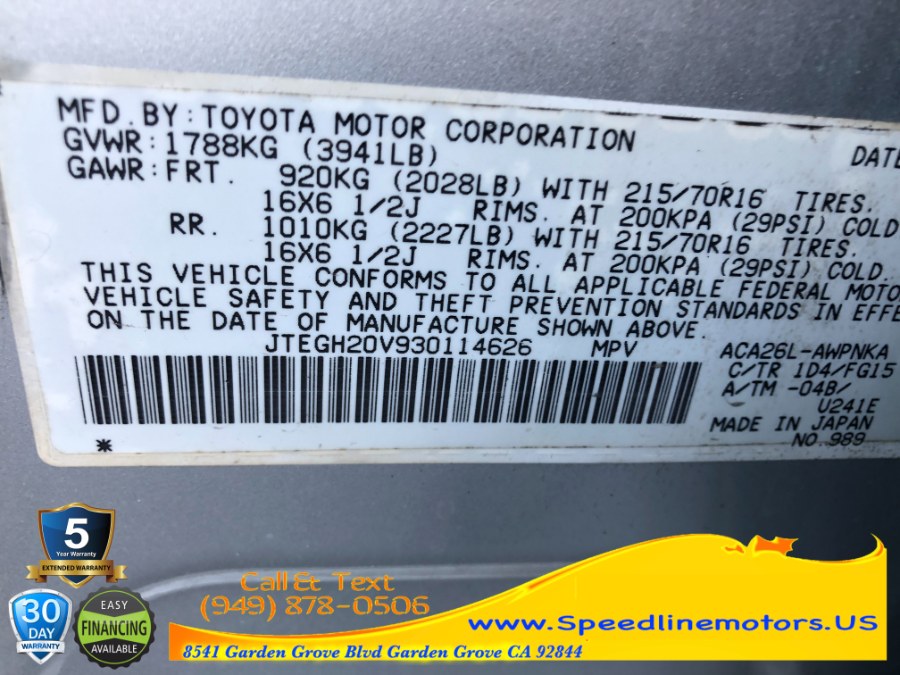 MFD. BY: TOYOTA MOTOR CORPORATION DATE
GVWR: 1788KG (3941LB)
GAWR: FRT. 920KG (2028LB) WITH 215/70R16 TIRES.
16X6 1/2J RIMS. AT 200KPA (29PSI) COLD
RR. 1010KG (2227LB) WITH 215/70R16 TIRES.
16X6 1/2J RIMS. AT 200KPA (29PSI) COLD.
THIS VEHICLE CONFORMS TO ALL APPLICABLE FEDERAL MOTO
VEHICLE SAFETY AND THEFT PREVENTION STANDARDS IN EFFE
ON THE DATE OF MANUFACTURE SHOWN ABOVE.
JTEGH20V930114626 MPV
ACA26L-AWPNKA
C/TR 1D4/FG15
A/TM -04B/
U241E
MADE IN JAPAN
NO.989
*
5
Year Warranty
EXTENDED WARRANTY
30
DAY
WARRANTY
EASY
FINANCING
AVAILABLE
Call & Text
(949) 878-0506
www.Speedlinemotors.US
8541 Garden Grove Blvd Garden Grove CA 92844